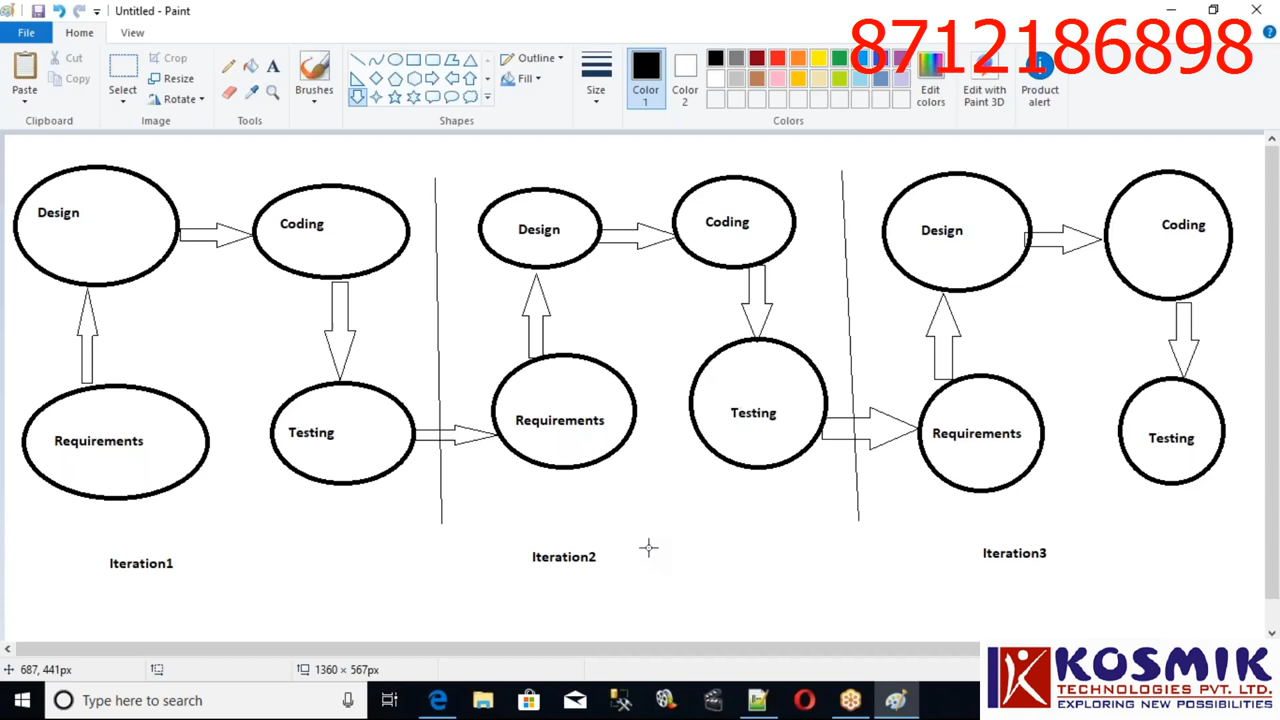 Untitled - Paint
8712186898
File
Home
View
Paste
Cut
Copy
Clipboard
Select
Crop
Resize
Rotate
Image
A
Tools
Brushes
Shapes
Outline
Fill
Size
Color 1
Color 2
Colors
Edit colors
Edit with Paint 3D
Product alert
Design
Coding
Requirements
Testing
Iteration1
Design
Coding
Requirements
Testing
Iteration2
Design
Coding
Requirements
Testing
Iteration3
687, 441px
1360 × 567px
Type here to search
KOSMIK
TECHNOLOGIES PVT. LTD.
EXPLORING NEW POSSIBILITIES